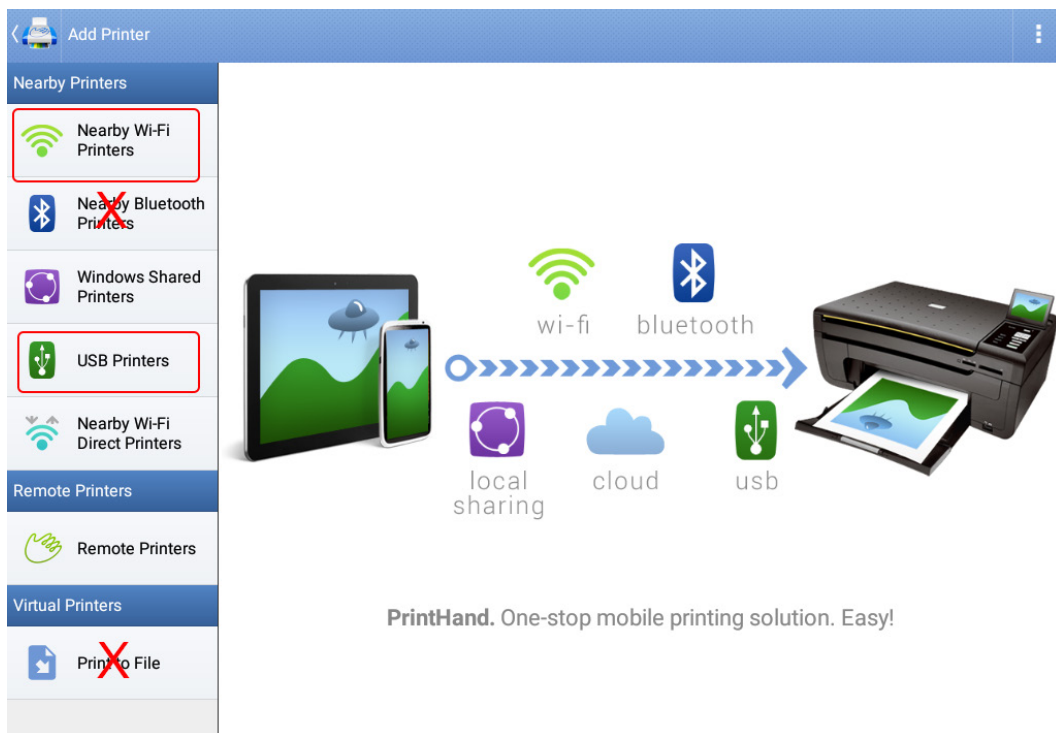 Add Printer
Nearby Printers
Nearby Wi-Fi
Printers
Nearby Bluetooth
Printers
Windows Shared
Printers
USB Printers
Nearby Wi-Fi
Direct Printers
Remote Printers
Remote Printers
Virtual Printers
Print to File
wi-fi
bluetooth
local
sharing
cloud
usb
PrintHand. One-stop mobile printing solution. Easy!